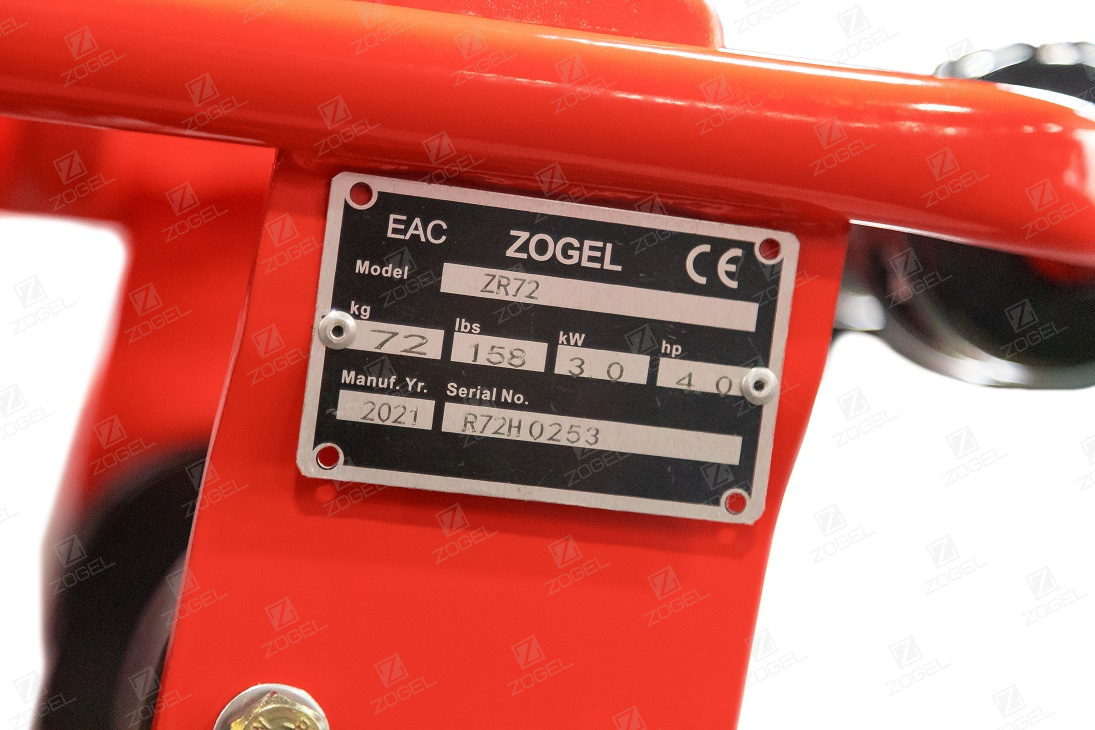 EAC ZOGEL CE
Model ZR72
kg lbs kW hp
72 158 3.0 4.0
Manuf. Yr. Serial No.
2021 R72H0253
ZOGEL